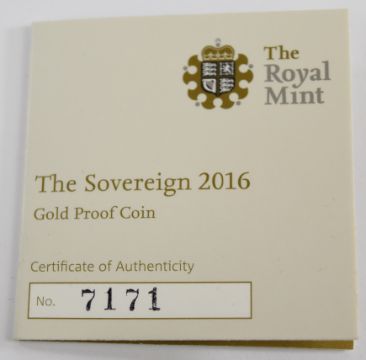 The
Royal
Mint
The Sovereign 2016
Gold Proof Coin
Certificate of Authenticity
No. 7171